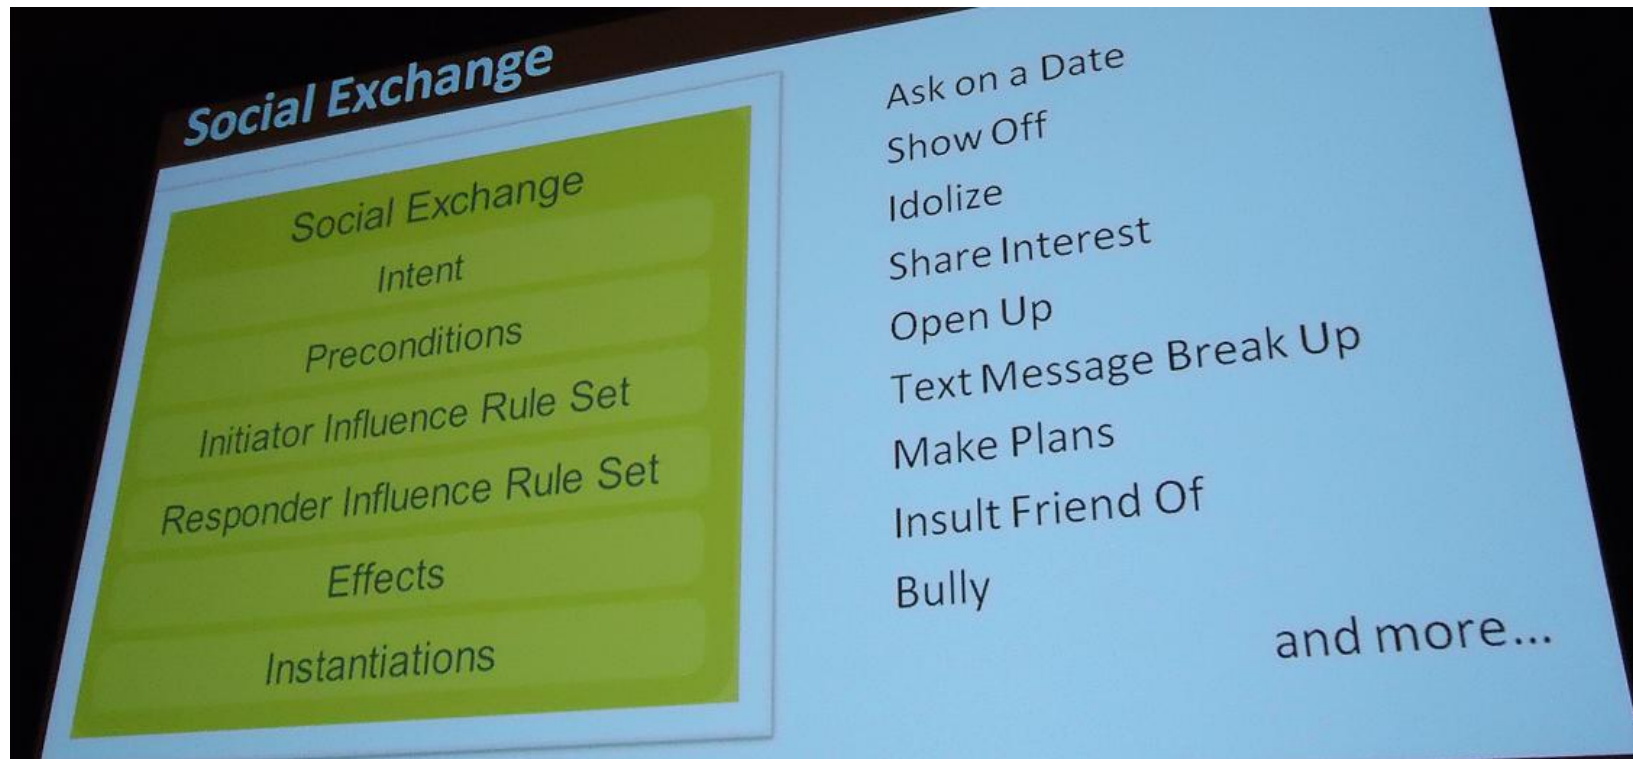 Social Exchange
Social Exchange
Intent
Preconditions
Initiator Influence Rule Set
Responder Influence Rule Set
Effects
Instantiations
Ask on a Date
Show Off
Idolize
Share Interest
Open Up
Text Message Break Up
Make Plans
Insult Friend Of
Bully
and more...